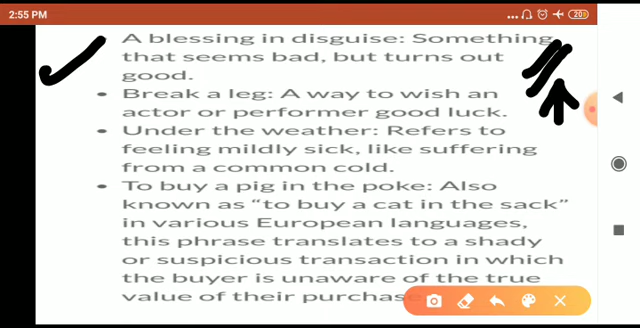 2:55 PM
20
A blessing in disguise: Something
that seems bad, but turns out
good.
• Break a leg: A way to wish an
actor or performer good luck.
• Under the weather: Refers to
feeling mildly sick, like suffering
from a common cold.
• To buy a pig in the poke: Also
known as “to buy a cat in the sack”
in various European languages,
this phrase translates to a shady
or suspicious transaction in which
the buyer is unaware of the true
value of their purchase